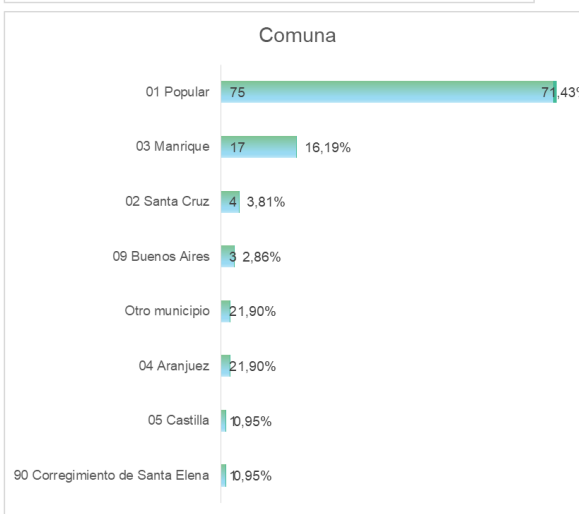 Comuna
01 Popular 75 71,43%
03 Manrique 17 16,19%
02 Santa Cruz 4 3,81%
09 Buenos Aires 3 2,86%
Otro municipio 2 1,90%
04 Aranjuez 2 1,90%
05 Castilla 1 0,95%
90 Corregimiento de Santa Elena 1 0,95%